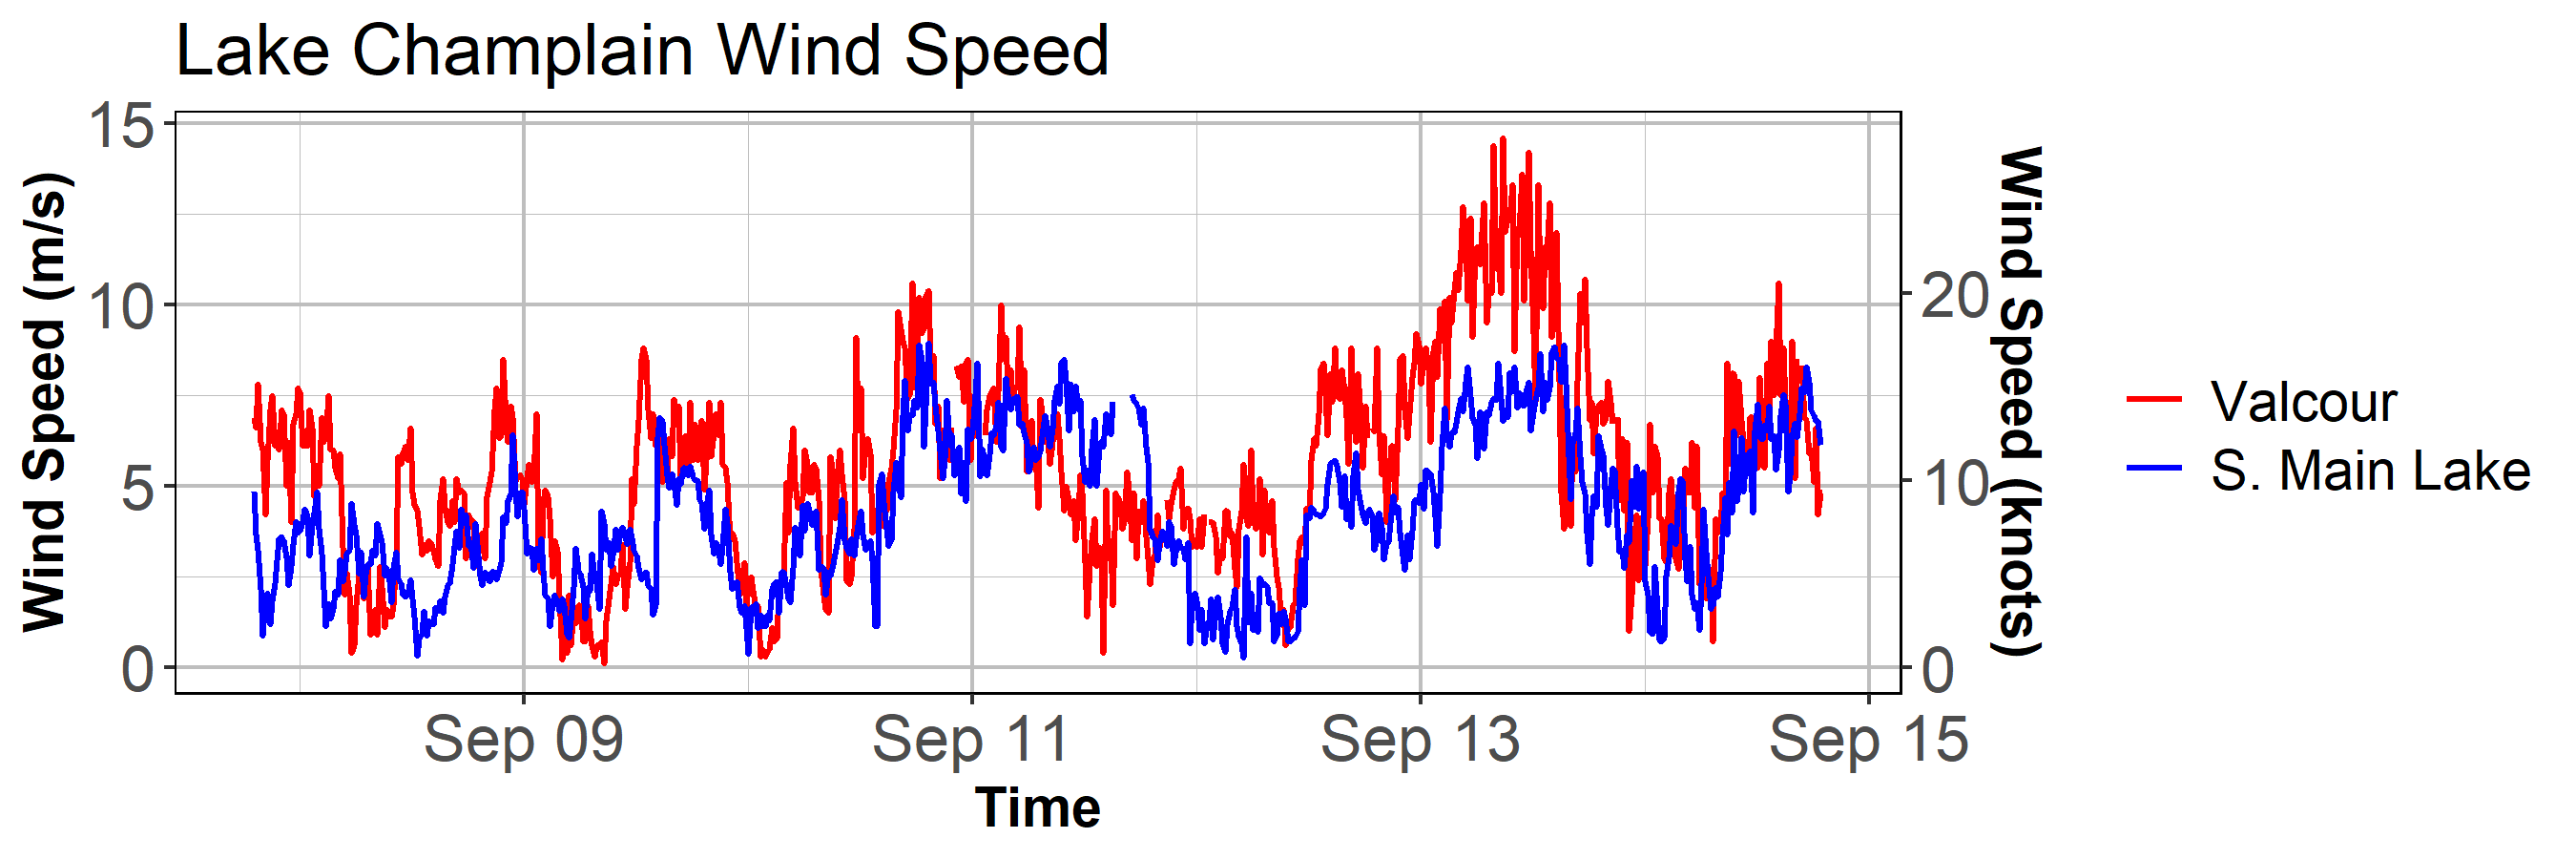 Lake Champlain Wind Speed
Wind Speed (m/s)
15
10
5
0
Wind Speed (knots)
20
10
0
Sep 09
Sep 11
Sep 13
Sep 15
Time
Valcour
S. Main Lake